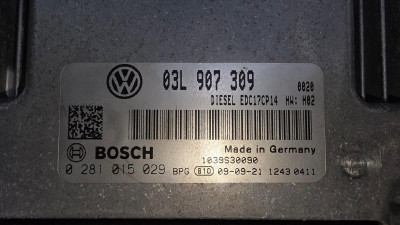 03L 907 309 0020
DIESEL EDC17CP14 HW: H02
Made in Germany
BOSCH 1039S30090
0 281 015 029 BPG 810 09-09-21 1243 0411